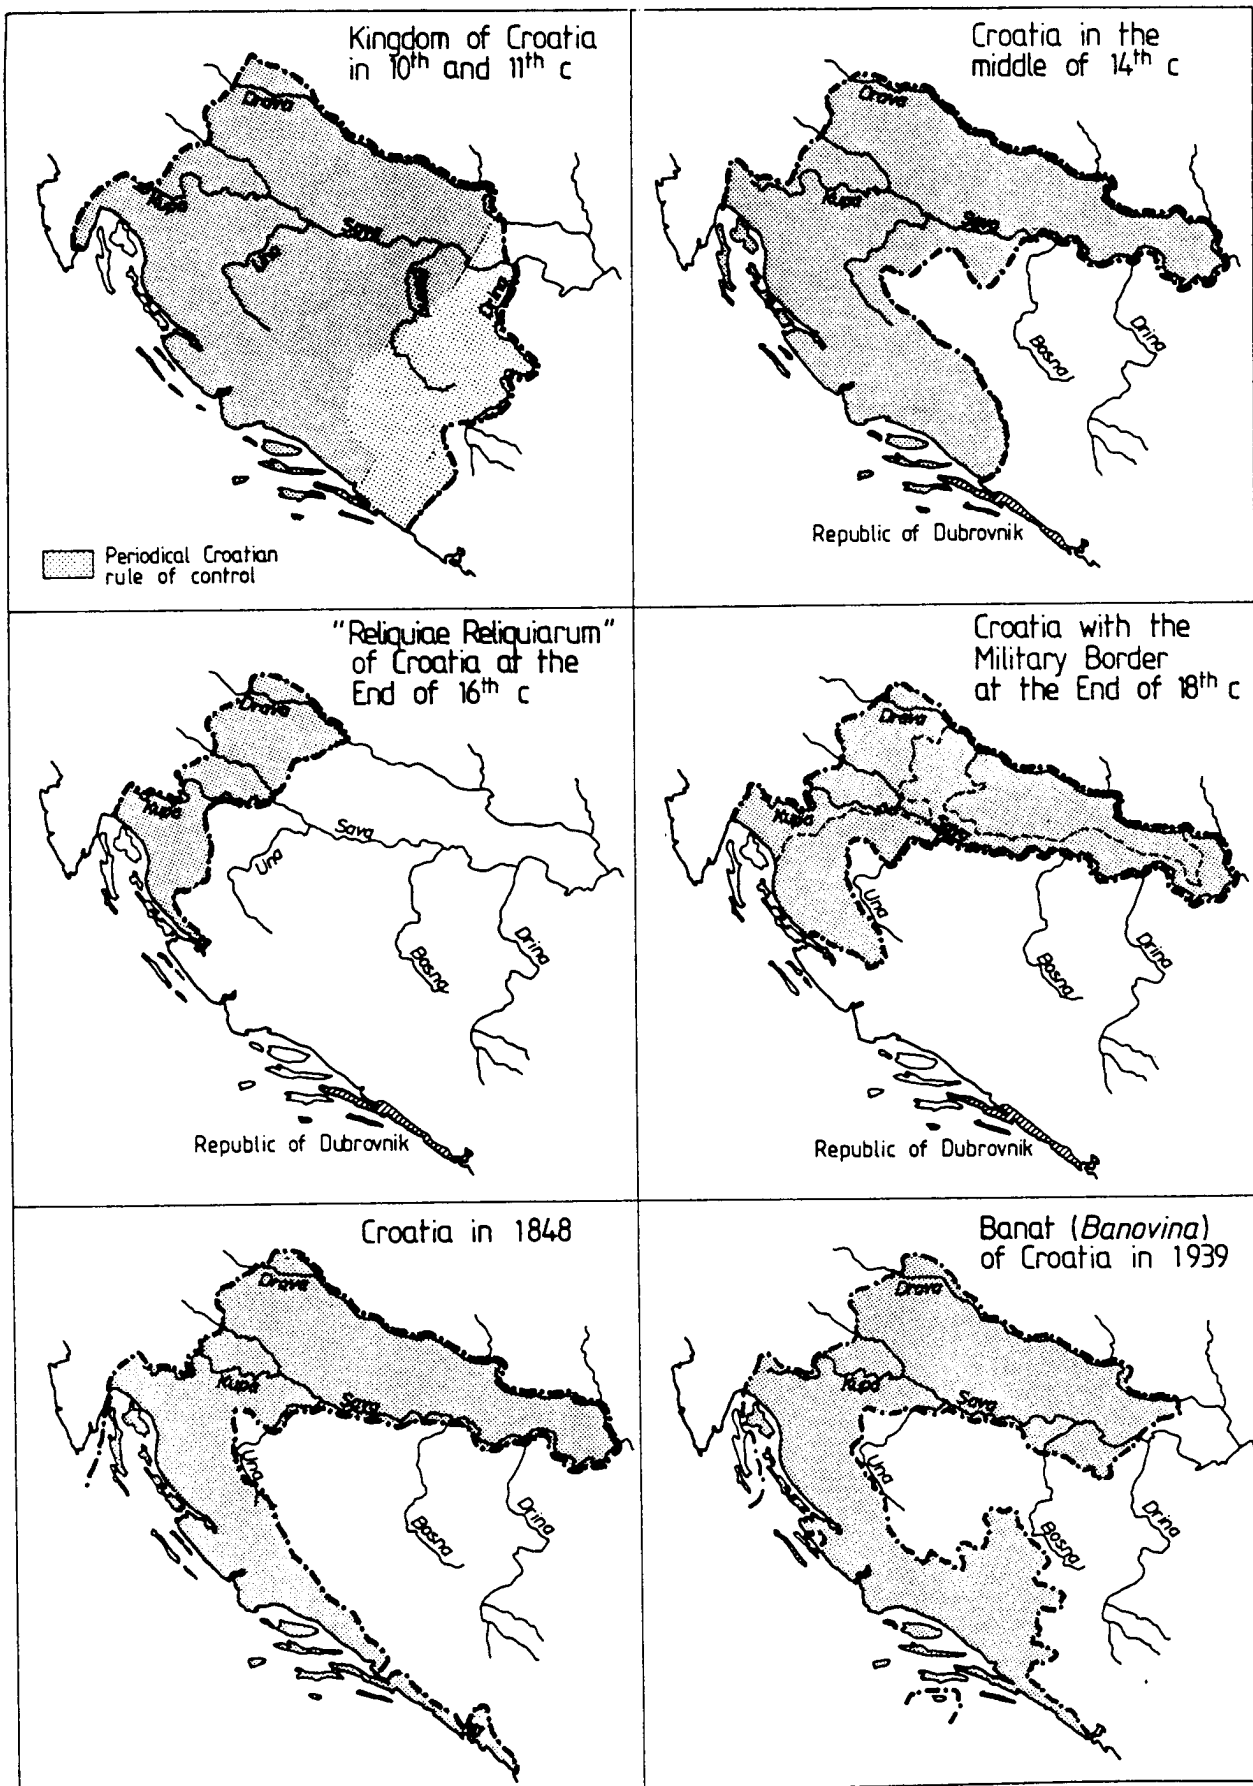 Kingdom of Croatia
in 10th and 11th c
Drava
Kupa
Sava
Una
Drina
Periodical Croatian
rule of control
Croatia in the
middle of 14th c
Drava
Kupa
Sava
Bosna
Drina
Republic of Dubrovnik
"Reliquiae Reliquiarum"
of Croatia at the
End of 16th c
Drava
Kupa
Sava
Una
Bosna
Drina
Republic of Dubrovnik
Croatia with the
Military Border
at the End of 18th c
Drava
Kupa
Sava
Una
Bosna
Drina
Republic of Dubrovnik
Croatia in 1848
Drava
Kupa
Sava
Una
Bosna
Drina
Banat (Banovina)
of Croatia in 1939
Drava
Kupa
Sava
Una
Bosna
Drina